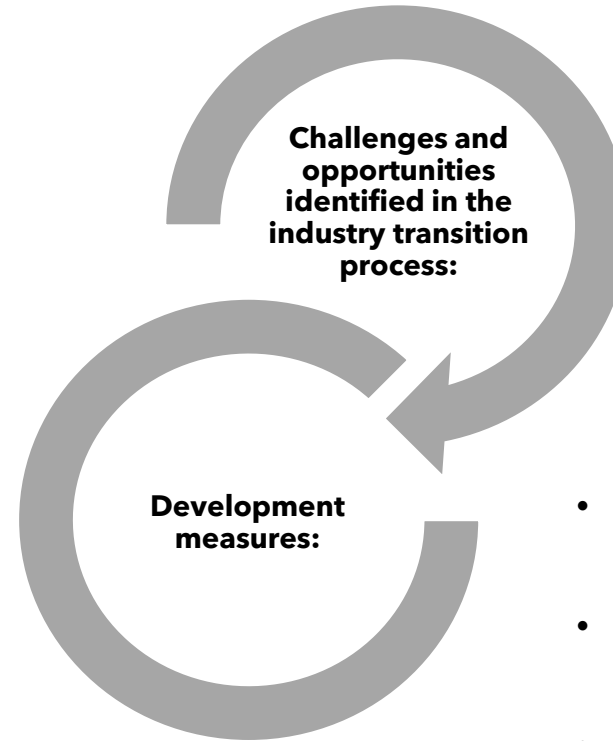 Challenges and
opportunities
identified in the
industry transition
process:
Development
measures:
•
•